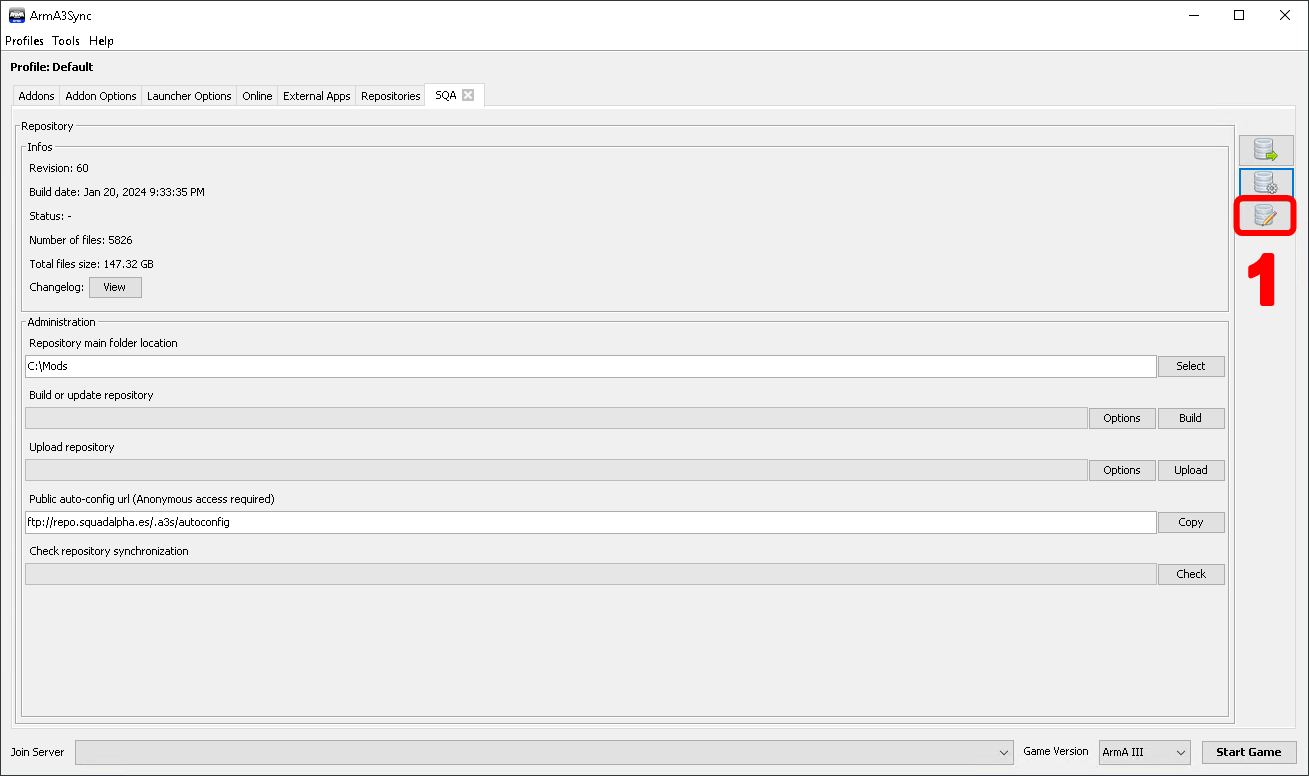 ArmA3Sync
Profiles Tools Help
Profile: Default
Addons Addon Options Launcher Options Online External Apps Repositories SQA
Repository
Infos
Revision: 60
Build date: Jan 20, 2024 9:33:35 PM
Status: -
Number of files: 5826
Total files size: 147.32 GB
Changelog: View
1
Administration
Repository main folder location
C:\Mods Select
Build or update repository
Options Build
Upload repository
Options Upload
Public auto-config url (Anonymous access required)
ftp://repo.squadalpha.es/.a3s/autoconfig Copy
Check repository synchronization
Check
Join Server Game Version ArmA III Start Game